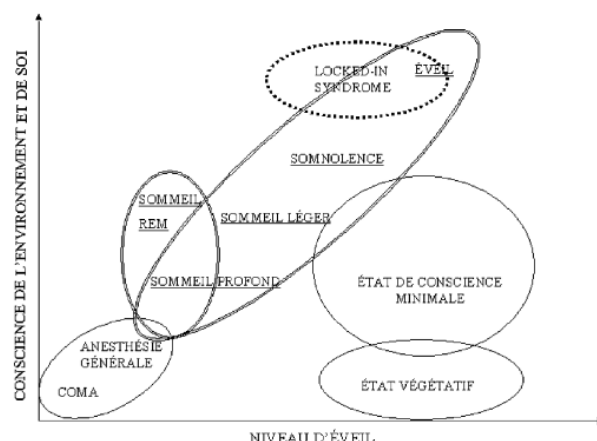 CONSCIENCE DE L'ENVIRONNEMENT ET DE SOI
LOCKED-IN
SYNDROME
ÉVEIL
SOMNOLENCE
SOMMEIL
REM
SOMMEIL LÉGER
SOMMEIL PROFOND
ÉTAT DE CONSCIENCE
MINIMALE
ANESTHÉSIE
GÉNÉRALE
COMA
ÉTAT VÉGÉTATIF
NIVEAU D'ÉVEIL